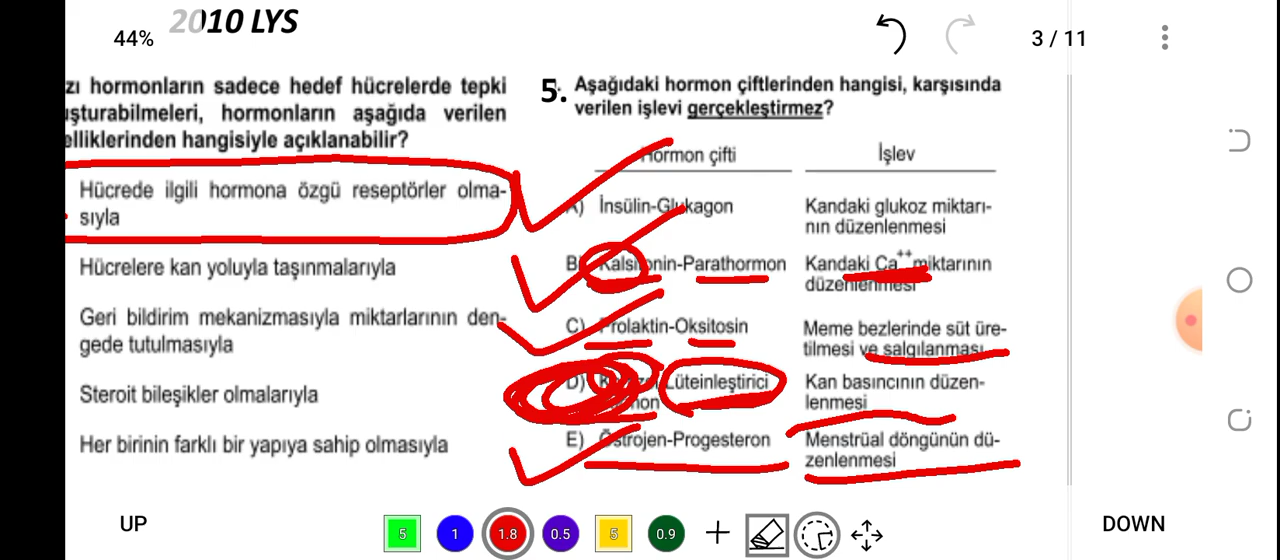 44%
2010 LYS
3 / 11
zı hormonların sadece hedef hücrelerde tepki
uşturabilmeleri, hormonların aşağıda verilen
elliklerinden hangisiyle açıklanabilir?
Hücrede ilgili hormona özgü reseptörler olma-
sıyla
Hücrelere kan yoluyla taşınmalarıyla
Geri bildirim mekanizmasıyla miktarlarının den-
gede tutulmasıyla
Steroit bileşikler olmalarıyla
Her birinin farklı bir yapıya sahip olmasıyla
5. Aşağıdaki hormon çiftlerinden hangisi, karşısında
verilen işlevi gerçekleştirmez?
Hormon çifti İşlev
A) İnsülin-Glukagon Kandaki glukoz miktarı-
nın düzenlenmesi
B) Kalsitonin-Parathormon Kandaki Ca++ miktarının
düzenlenmesi
C) Prolaktin-Oksitosin Meme bezlerinde süt üre-
tilmesi ve salgılanması
D) Lüteinleştirici Kan basıncının düzen-
lenmesi
E) Östrojen-Progesteron Menstrüal döngünün dü-
zenlenmesi
UP
5 1 1.8 0.5 5 0.9
DOWN